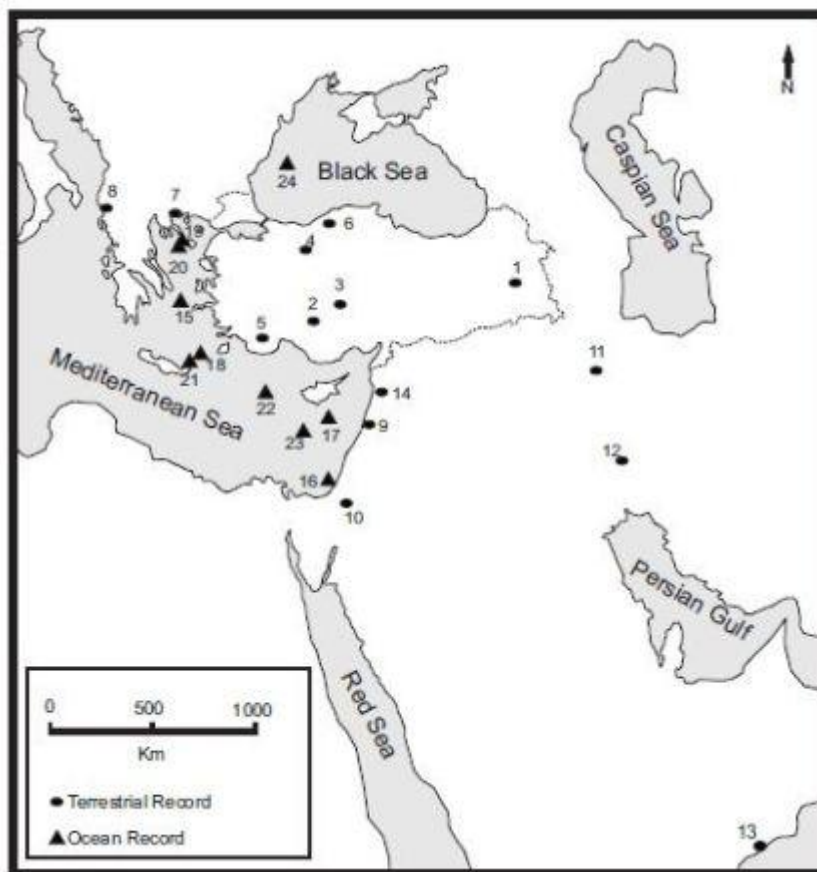 N
Black Sea
Caspian Sea
24
8
7
19
20
6
4
1
3
2
15
5
18
21
Mediterranean Sea
11
14
22
9
17
23
12
16
10
Persian Gulf
Red Sea
0 500 1000
Km
Terrestrial Record
Ocean Record
13